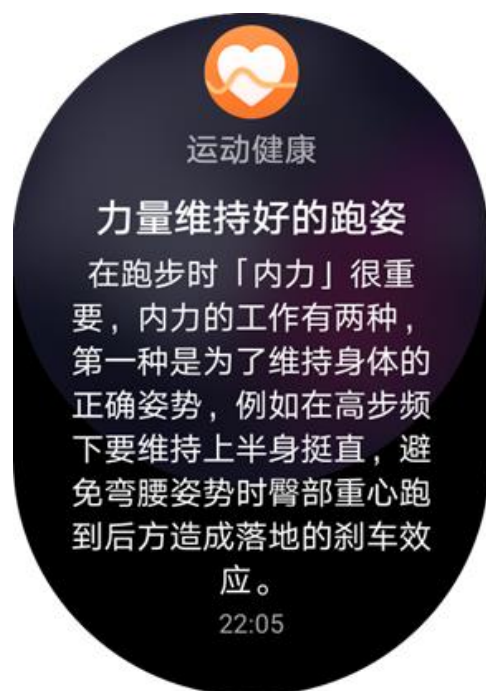 运动健康
力量维持好的跑姿
在跑步时「内力」很重
要，内力的工作有两种，
第一种是为了维持身体的
正确姿势，例如在高步频
下要维持上半身挺直，避
免弯腰姿势时臀部重心跑
到后方造成落地的刹车效
应。
22:05